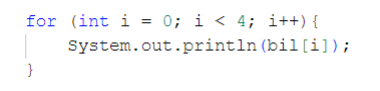 for (int i = 0; i < 4; i++){
    System.out.println(bil[i]);
}